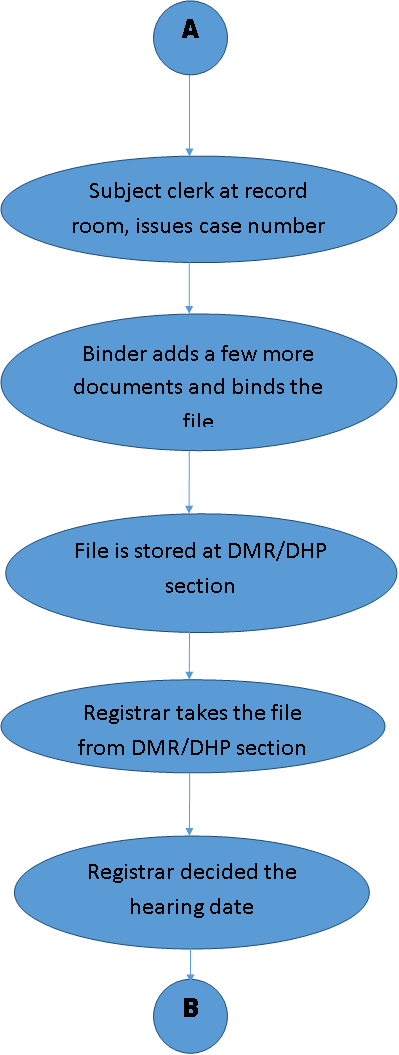 A
Subject clerk at record
room, issues case number
Binder adds a few more
documents and binds the
file
File is stored at DMR/DHP
section
Registrar takes the file
from DMR/DHP section
Registrar decided the
hearing date
B